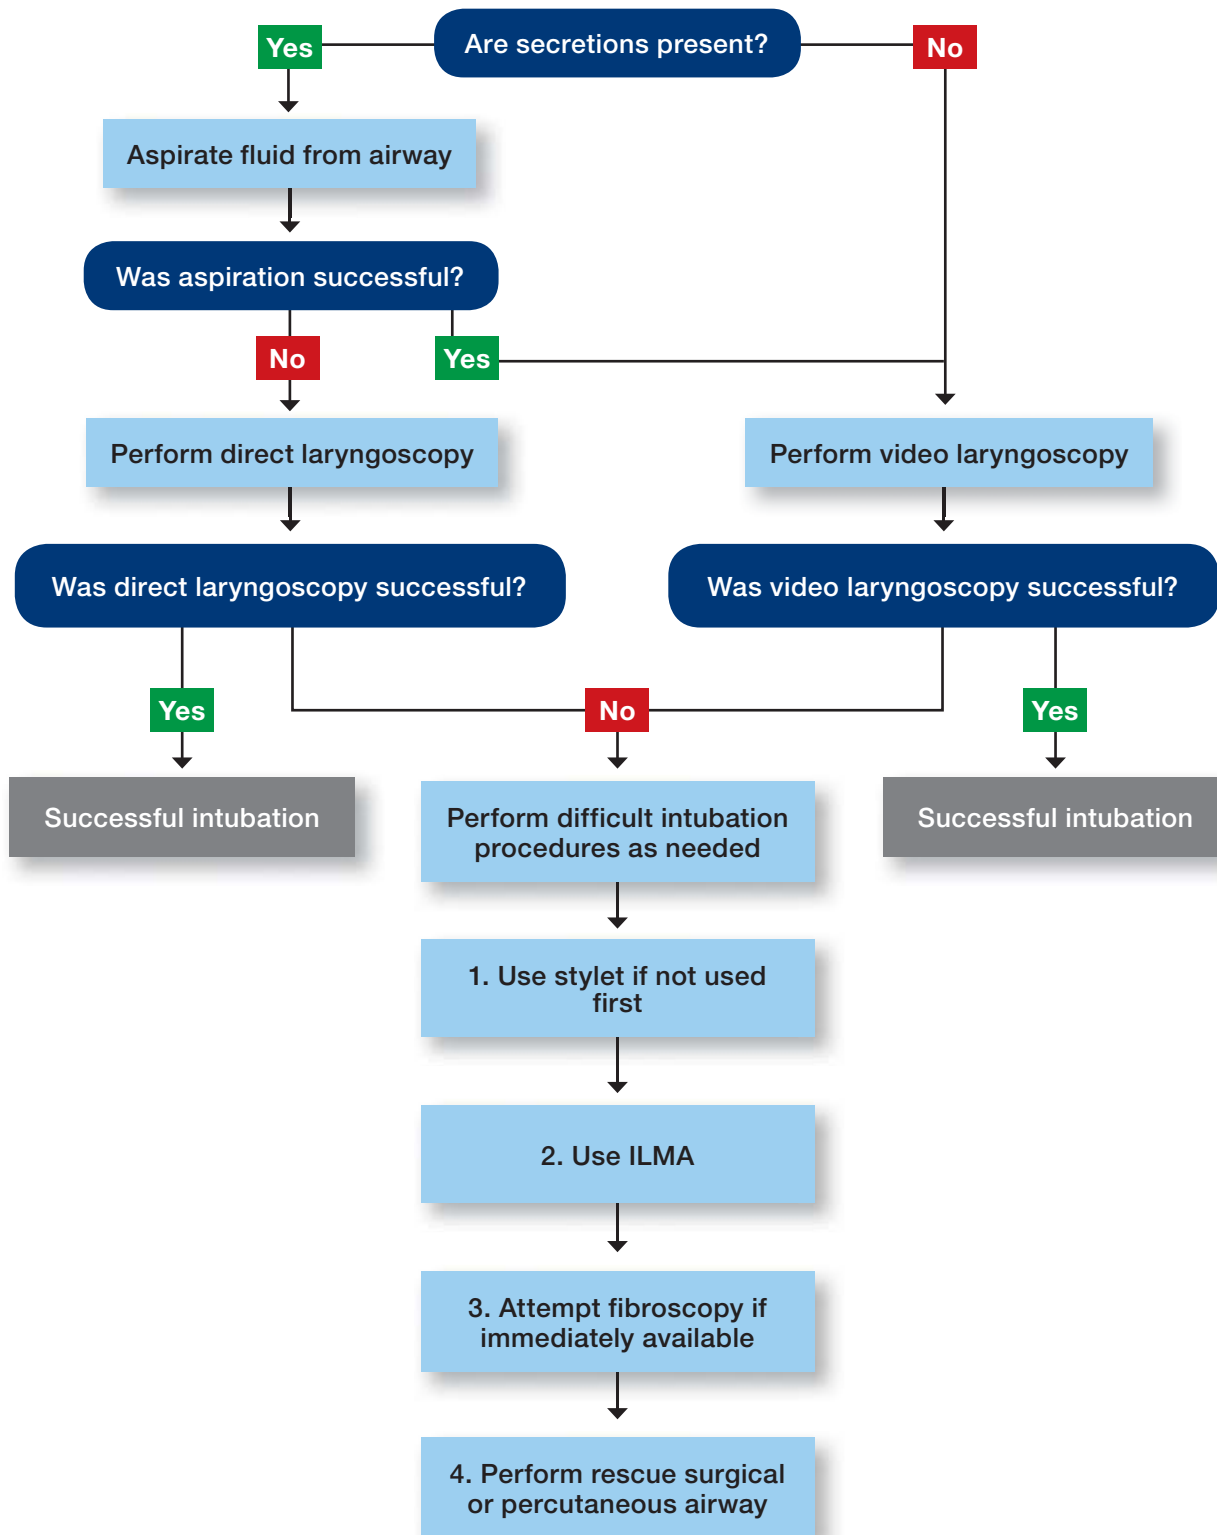 Are secretions present?
Yes
No
Aspirate fluid from airway
Was aspiration successful?
No
Yes
Perform direct laryngoscopy
Perform video laryngoscopy
Was direct laryngoscopy successful?
Was video laryngoscopy successful?
Yes
No
Yes
Successful intubation
Perform difficult intubation
procedures as needed
Successful intubation
1. Use stylet if not used
first
2. Use ILMA
3. Attempt fibroscopy if
immediately available
4. Perform rescue surgical
or percutaneous airway